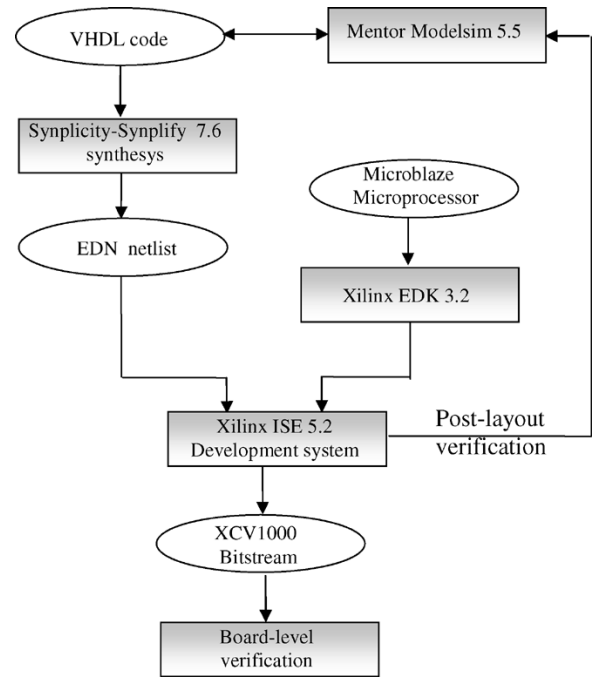 VHDL code
Mentor Modelsim 5.5
Synplicity-Synplify 7.6
synthesys
Microblaze
Microprocessor
EDN netlist
Xilinx EDK 3.2
Xilinx ISE 5.2
Development system
Post-layout
verification
XCV1000
Bitstream
Board-level
verification